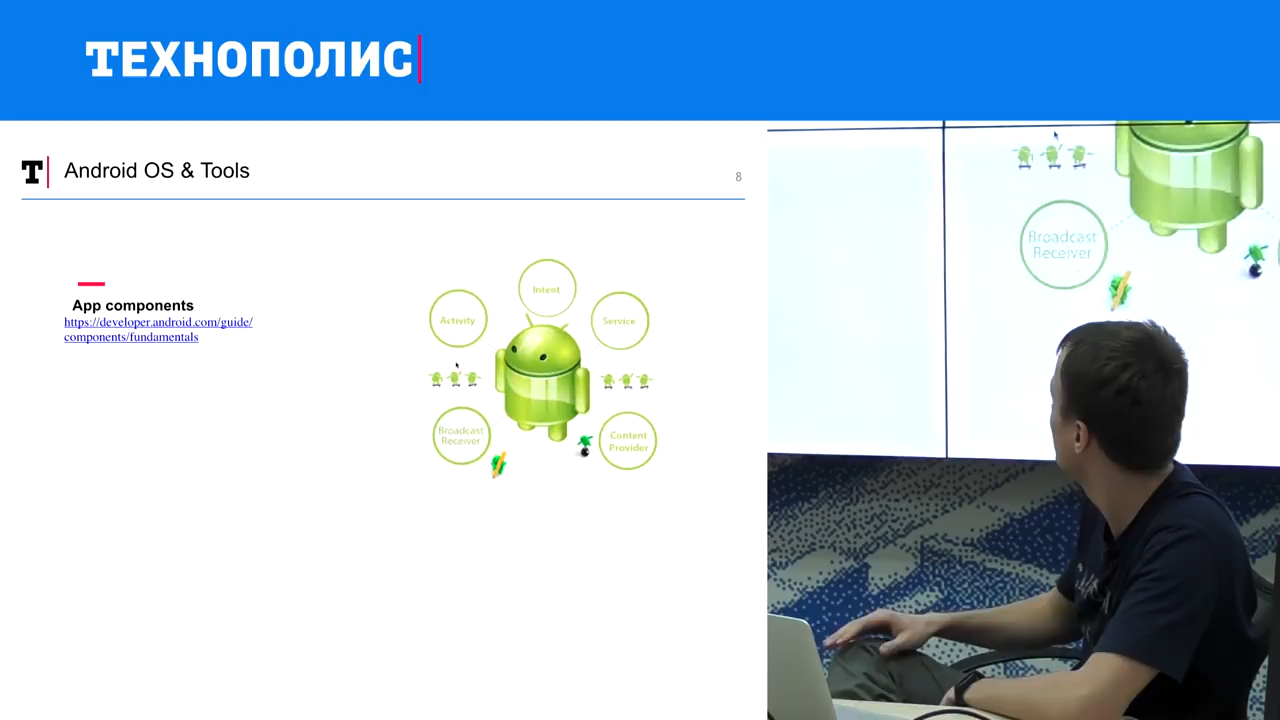 ТЕХНОПОЛИС
T
Android OS & Tools
8
App components
https://developer.android.com/guide/
components/fundamentals
Intent
Activity
Service
Broadcast
Receiver
Content
Provider
Broadcast
Receiver